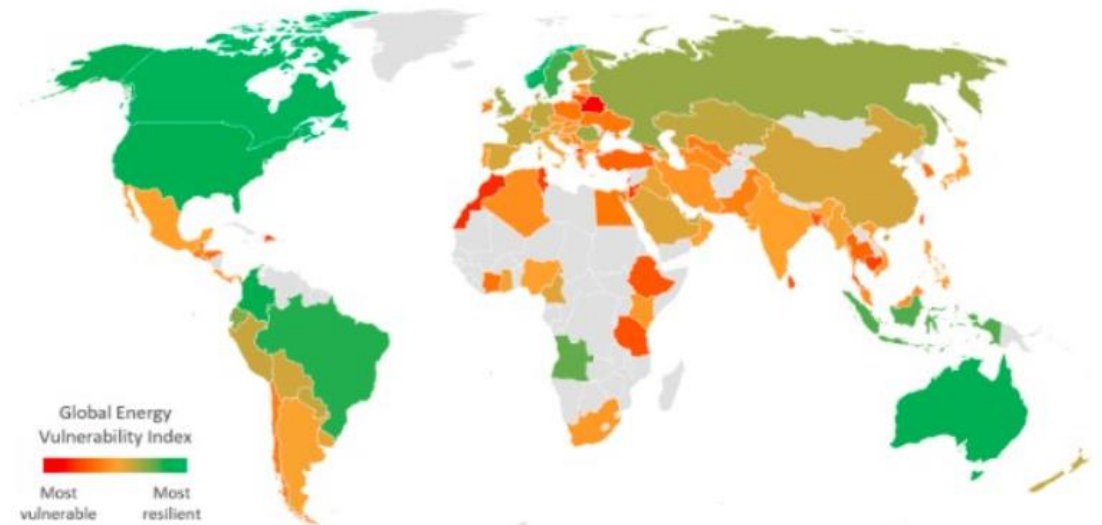 Global Energy
Vulnerability Index
Most
vulnerable
Most
resilient